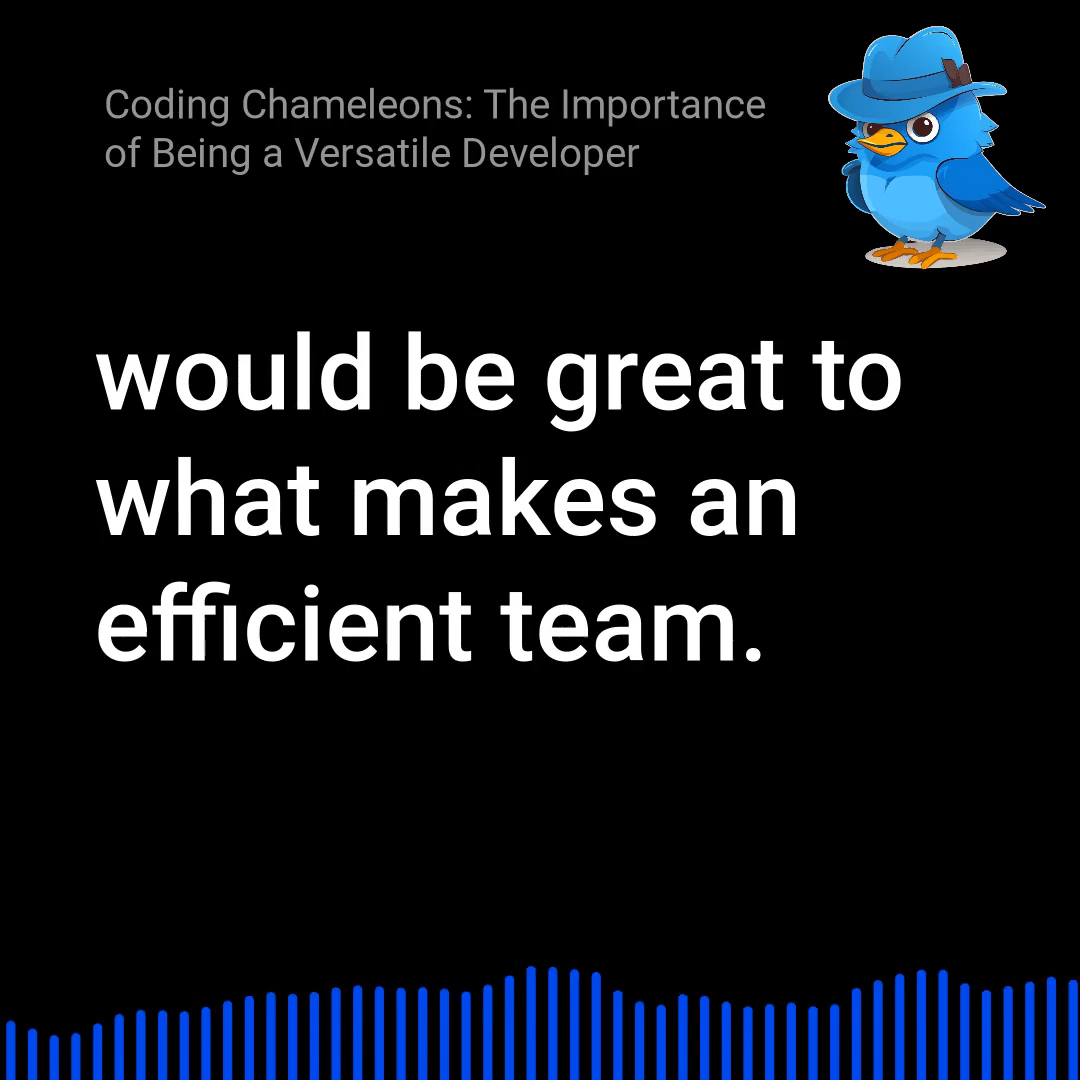 Coding Chameleons: The Importance
of Being a Versatile Developer
would be great to
what makes an
efficient team.